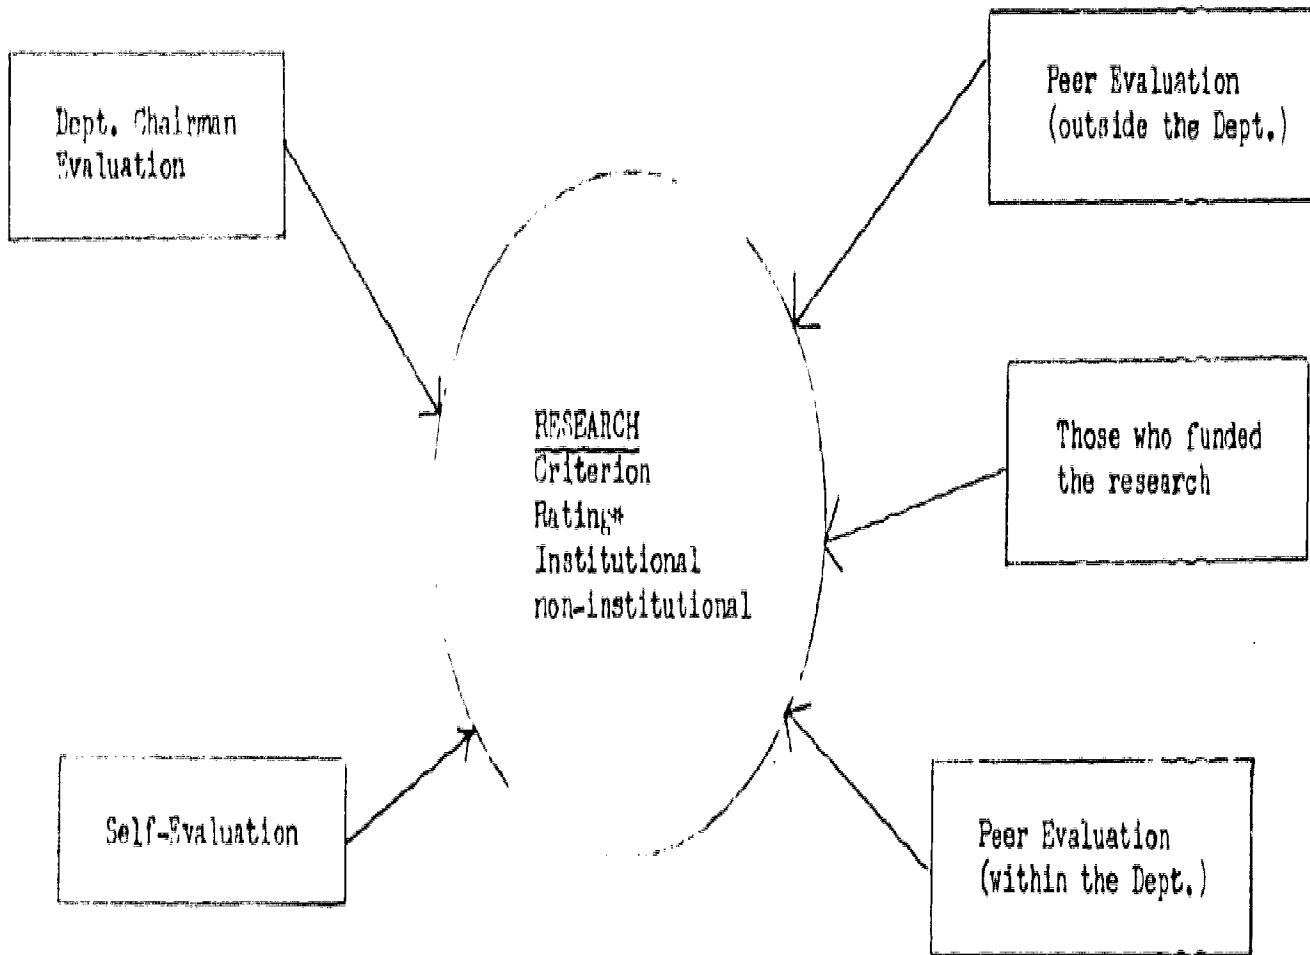 Dept. Chairman
Evaluation
Peer Evaluation
(outside the Dept.)
RESEARCH
Criterion
Rating*
Institutional
non-institutional
Those who funded
the research
Self-Evaluation
Peer Evaluation
(within the Dept.)